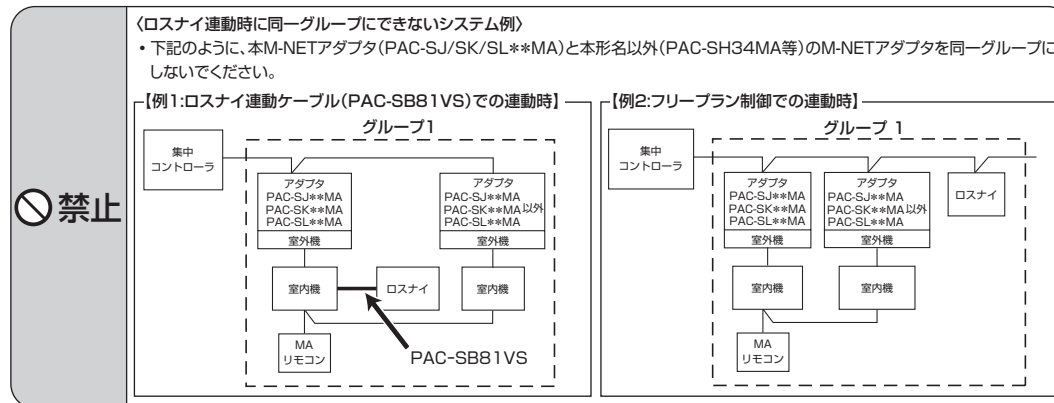 禁止
〈ロスナイ連動時に同一グループにできないシステム例〉
• 下記のように、本M-NETアダプタ(PAC-SJ/SK/SL**MA)と本形名以外(PAC-SH34MA等)のM-NETアダプタを同一グループに
しないでください。
【例1:ロスナイ連動ケーブル(PAC-SB81VS)での連動時】
グループ1
集中
コントローラ
アダプタ
PAC-SJ**MA
PAC-SK**MA
PAC-SL**MA
室外機
アダプタ
PAC-SJ**MA
PAC-SK**MA 以外
PAC-SL**MA
室外機
室内機
ロスナイ
室内機
MA
リモコン
PAC-SB81VS
【例2:フリープラン制御での連動時】
グループ 1
集中
コントローラ
アダプタ
PAC-SJ**MA
PAC-SK**MA
PAC-SL**MA
室外機
アダプタ
PAC-SJ**MA
PAC-SK**MA 以外
PAC-SL**MA
室外機
ロスナイ
室内機
室内機
MA
リモコン